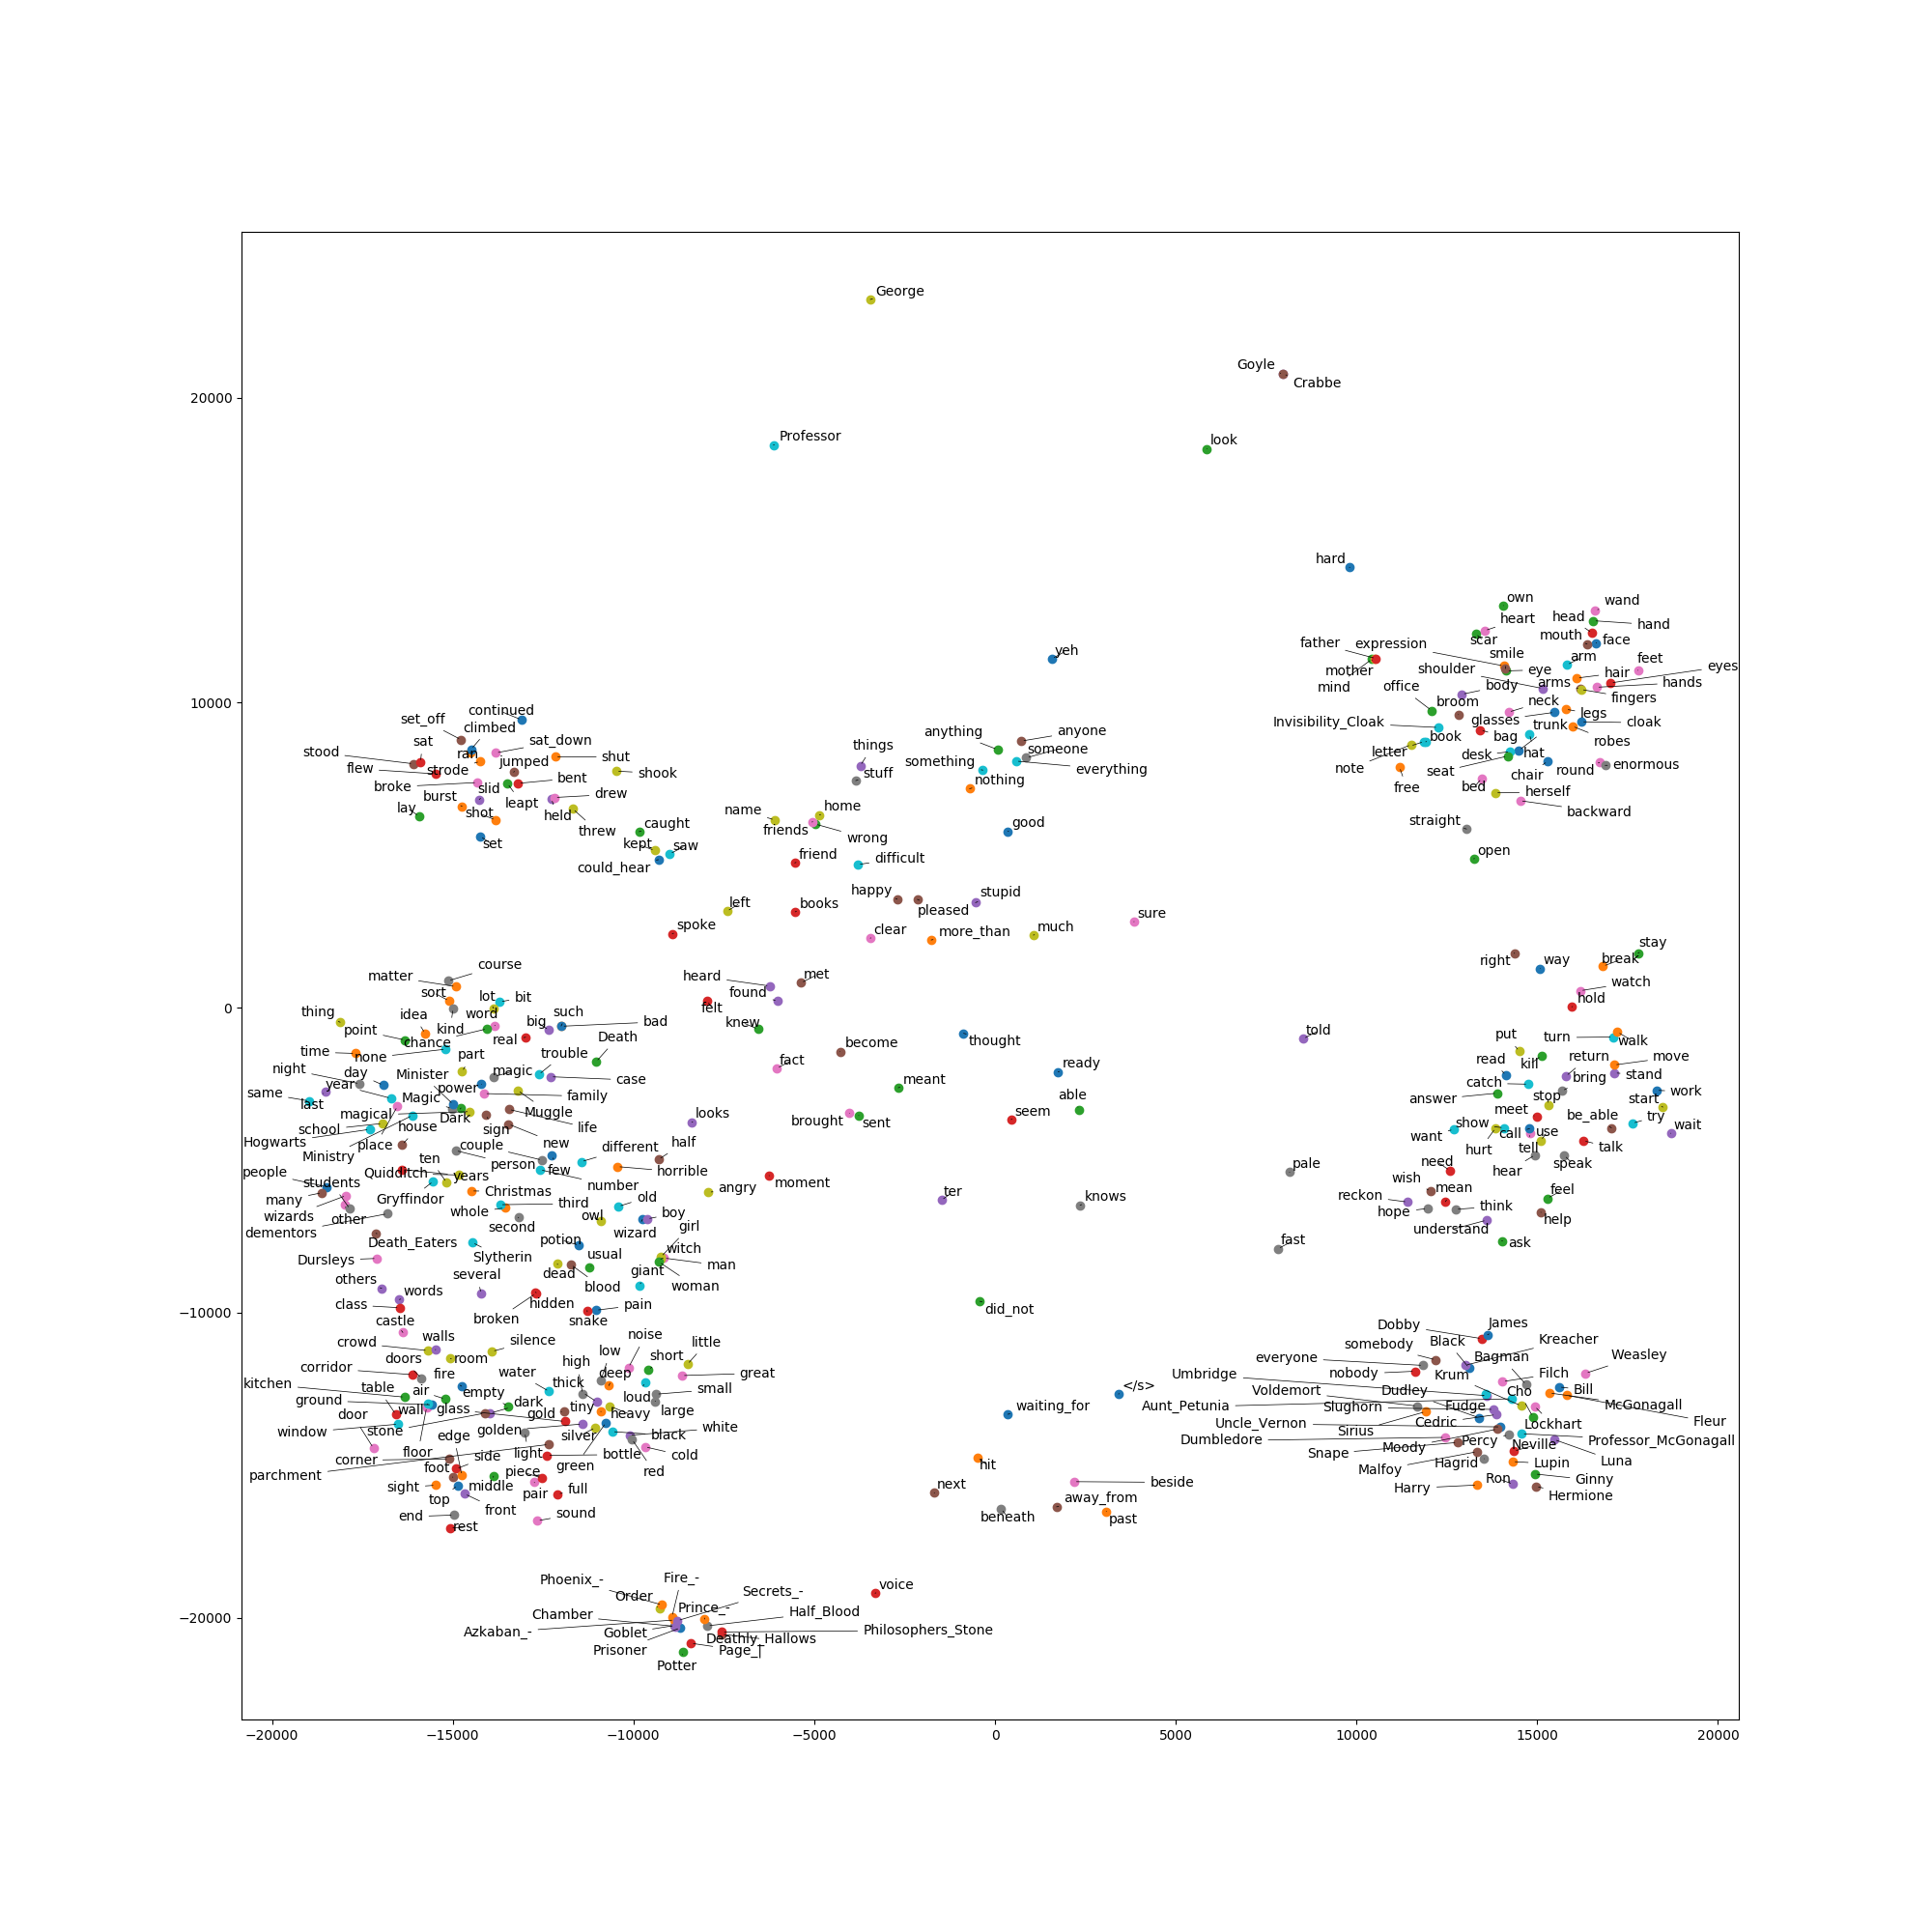 George
Goyle
Crabbe
20000
Professor
look
hard
own
wand
heart
head
hand
scar
mouth
face
father
expression
smile
yeh
arm
feet
mother
shoulder
eye
hair
eyes
mind
office
body
arms
hands
10000
broom
neck
fingers
continued
set_off
legs
Invisibility_Cloak
glasses
trunk
cloak
climbed
anything
anyone
book
bag
robes
sat
sat_down
things
someone
letter
desk
hat
stood
ran
shut
something
everything
note
seat
chair
round
enormous
flew
strode
jumped
shook
stuff
nothing
free
bed
herself
broke
slid
bent
burst
leapt
drew
name
home
backward
lay
shot
held
threw
caught
friends
wrong
good
straight
set
kept
saw
friend
difficult
open
could_hear
happy
stupid
left
books
pleased
sure
spoke
clear
more_than
much
stay
right
way
break
course
matter
heard
met
watch
sort
lot
bit
found
hold
thing
idea
word
such
felt
0
point
kind
big
bad
knew
told
put
turn
walk
chance
real
Death
thought
time
none
part
trouble
become
read
kill
return
move
night
day
Minister
magic
case
fact
ready
catch
stop
bring
stand
year
power
meant
work
same
last
Magic
family
answer
start
magical
Dark
Muggle
looks
brought
sent
able
seem
meet
be_able
try
school
house
sign
life
want
show
call
use
wait
Hogwarts
place
couple
new
different
half
hurt
tell
talk
Ministry
ten
person
few
need
hear
speak
people
students
Quidditch
years
horrible
moment
pale
wish
mean
many
Gryffindor
Christmas
number
angry
ter
knows
reckon
feel
wizards
other
whole
third
old
boy
hope
think
dementors
second
owl
wizard
girl
understand
help
Death_Eaters
potion
fast
ask
Dursleys
Slytherin
usual
witch
others
several
dead
giant
man
words
blood
woman
class
hidden
−10000
castle
broken
snake
pain
did_not
crowd
walls
silence
noise
Dobby
James
doors
room
low
short
little
somebody
Black
Kreacher
corridor
fire
water
high
deep
great
everyone
Bagman
kitchen
table
air
empty
thick
loud
small
nobody
Krum
Filch
Weasley
ground
dark
tiny
large
Umbridge
Voldemort
Dudley
Cho
Bill
door
wall
glass
gold
heavy
white
waiting_for
&lt;/s&gt;
Aunt_Petunia
Slughorn
Fudge
McGonagall
window
stone
golden
silver
black
Uncle_Vernon
Sirius
Cedric
Lockhart
Fleur
floor
edge
light
bottle
cold
Dumbledore
Moody
Percy
Neville
Professor_McGonagall
corner
side
green
red
Snape
Hagrid
Lupin
Luna
parchment
foot
piece
hit
Malfoy
Ron
Ginny
sight
middle
pair
full
next
beside
Harry
Hermione
top
front
away_from
end
rest
sound
beneath
past
Phoenix_-
Fire_-
voice
Order
Secrets_-
−20000
Chamber
Prince_-
Half_Blood
Azkaban_-
Goblet
Deathly_Hallows
Philosophers_Stone
Prisoner
Page_|
Potter
−20000 −15000 −10000 −5000 0 5000 10000 15000 20000